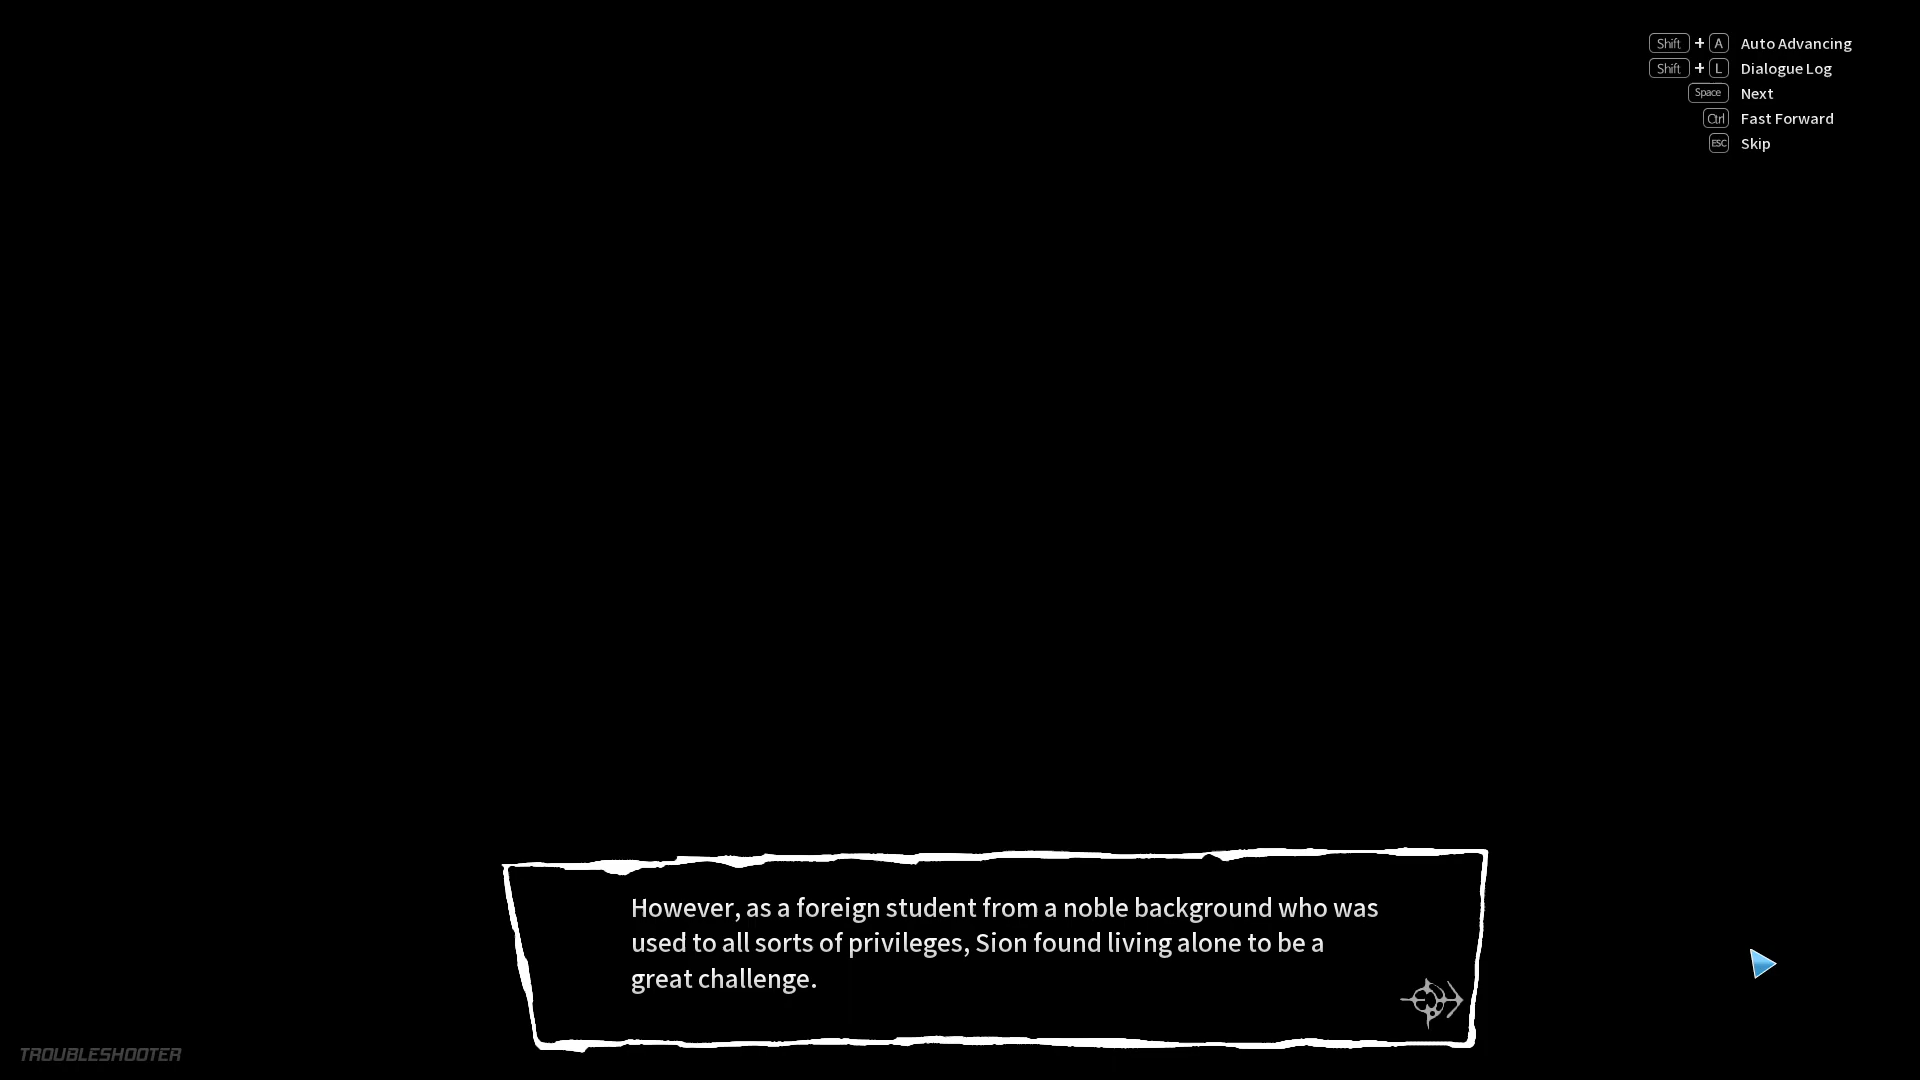 Shift + A Auto Advancing
Shift + L Dialogue Log
Space Next
Ctrl Fast Forward
ESC Skip
However, as a foreign student from a noble background who was
used to all sorts of privileges, Sion found living alone to be a
great challenge.
TROUBLESHOOTER